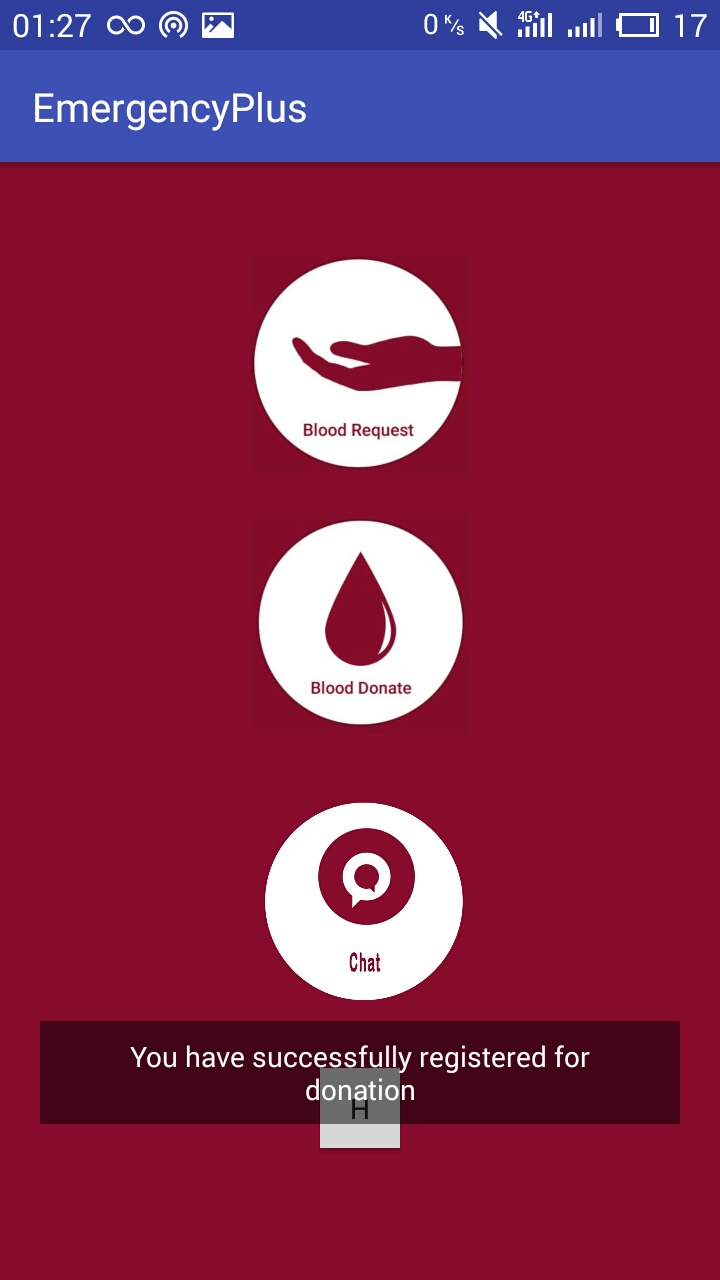 01:27 0 K/s 4G 17
EmergencyPlus
Blood Request
Blood Donate
Chat
You have successfully registered for
donation
H